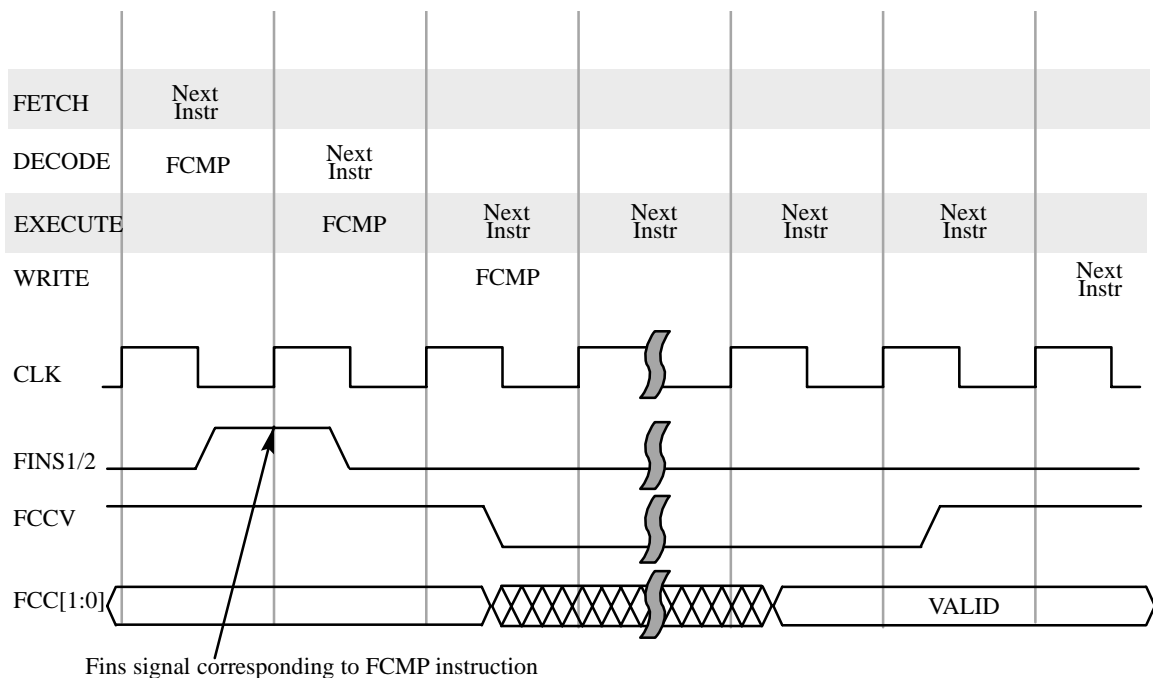 FETCH
Next
Instr
DECODE
FCMP
Next
Instr
EXECUTE
FCMP
Next
Instr
Next
Instr
Next
Instr
Next
Instr
WRITE
FCMP
Next
Instr
CLK
FINS1/2
FCCV
FCC[1:0]
VALID
Fins signal corresponding to FCMP instruction